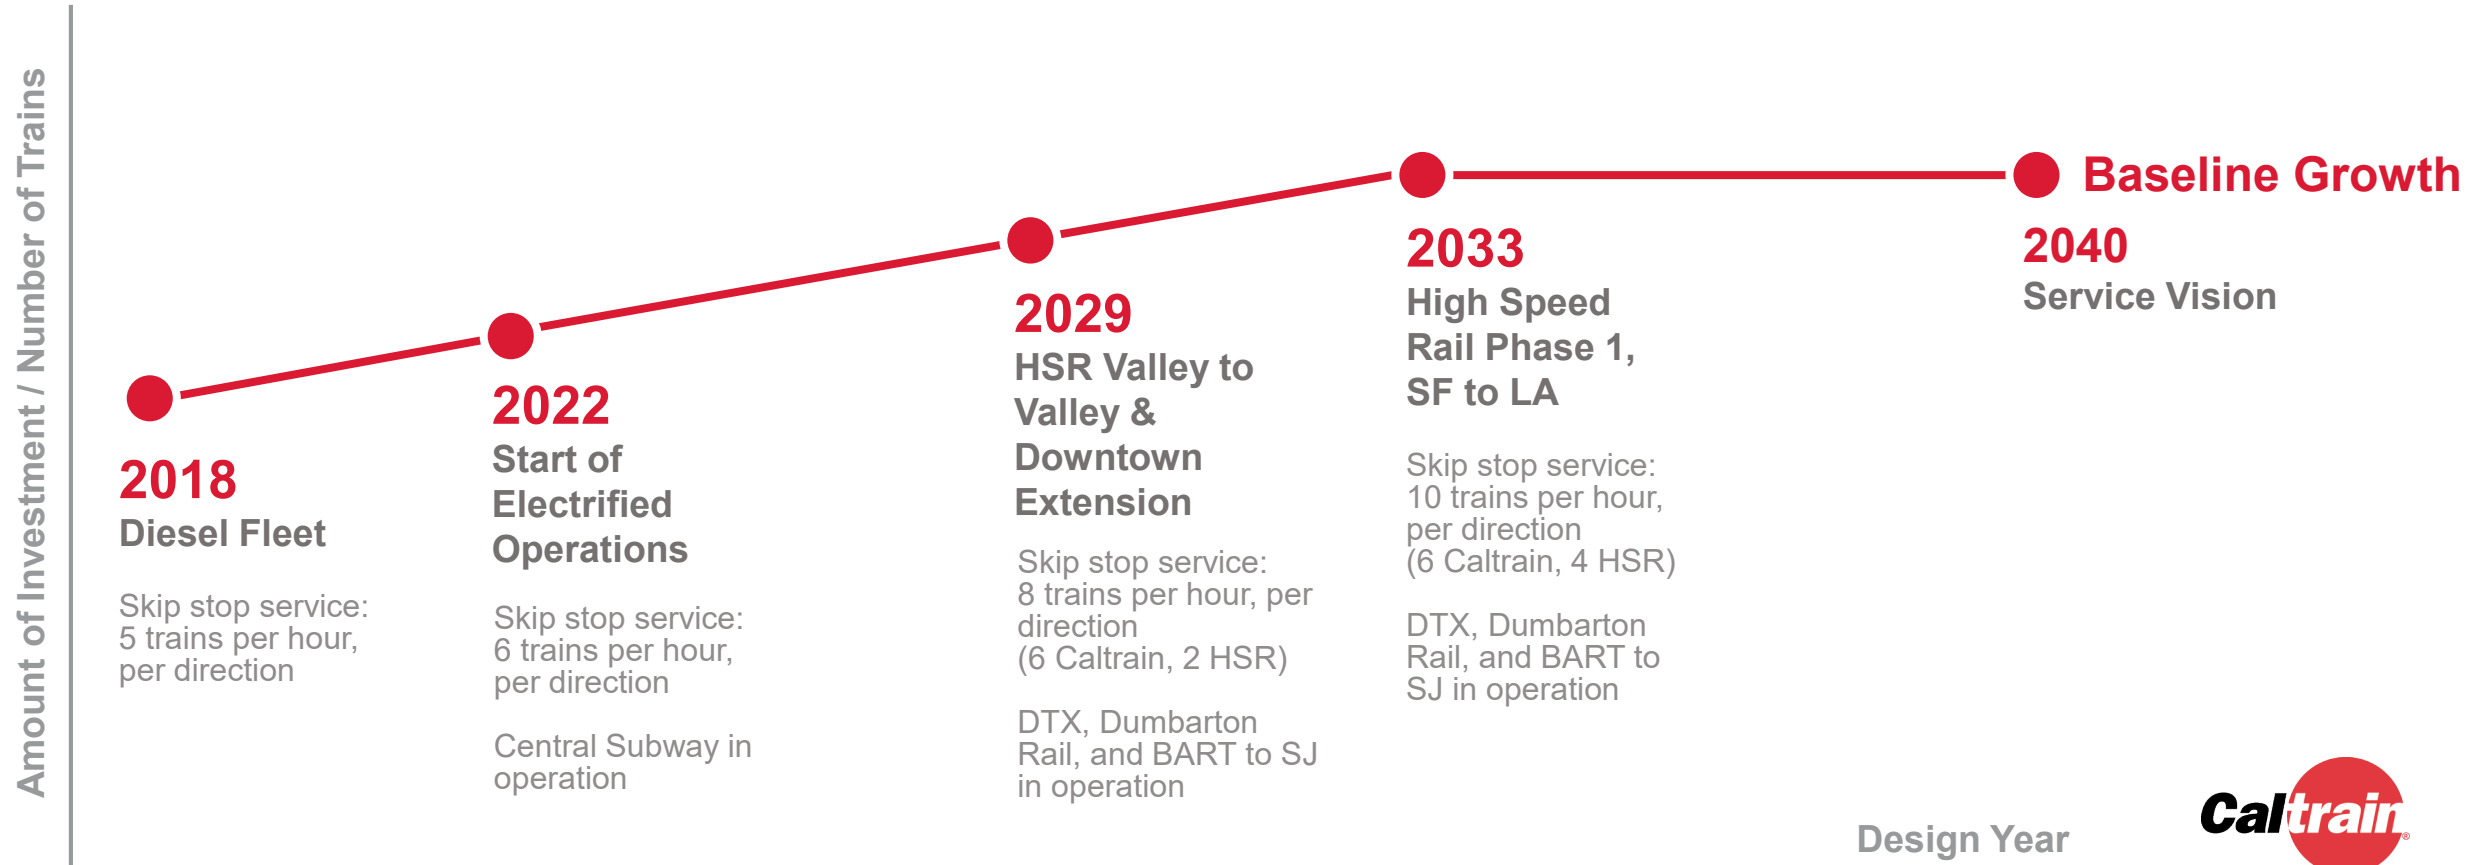 Amount of Investment / Number of Trains
Baseline Growth
2018
Diesel Fleet
Skip stop service:
5 trains per hour,
per direction
2022
Start of
Electrified
Operations
Skip stop service:
6 trains per hour,
per direction
Central Subway in
operation
2029
HSR Valley to
Valley &
Downtown
Extension
Skip stop service:
8 trains per hour, per
direction
(6 Caltrain, 2 HSR)
DTX, Dumbarton
Rail, and BART to SJ
in operation
2033
High Speed
Rail Phase 1,
SF to LA
Skip stop service:
10 trains per hour,
per direction
(6 Caltrain, 4 HSR)
DTX, Dumbarton
Rail, and BART to
SJ in operation
2040
Service Vision
Design Year
Caltrain®